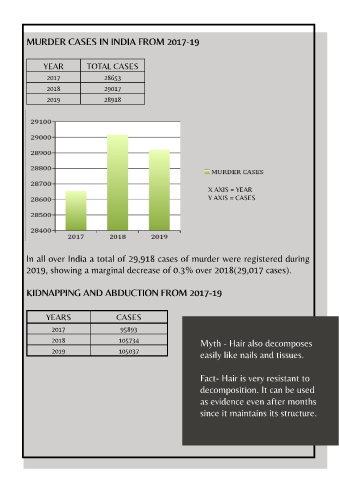 MURDER CASES IN INDIA FROM 2017-19
YEAR TOTAL CASES
2017 28653
2018 29017
2019 28918
29100
29000
28900
28800
28700
28600
28500
28400
2017 2018 2019
MURDER CASES
X AXIS = YEAR
Y AXIS = CASES
In all over India a total of 29,918 cases of murder were registered during
2019, showing a marginal decrease of 0.3% over 2018(29,017 cases).
KIDNAPPING AND ABDUCTION FROM 2017-19
YEARS CASES
2017 95893
2018 105734
2019 105037
Myth - Hair also decomposes
easily like nails and tissues.
Fact- Hair is very resistant to
decomposition. It can be used
as evidence even after months
since it maintains its structure.